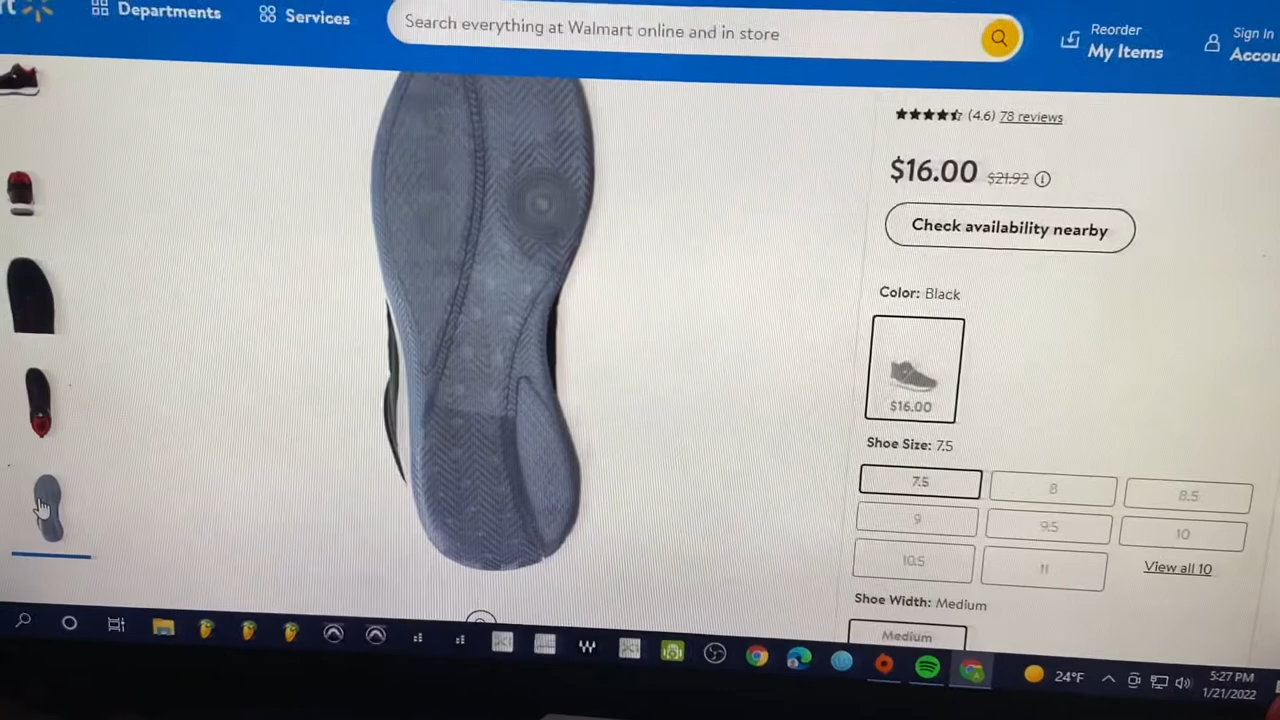 Departments
Services
Search everything at Walmart online and in store
Reorder
My Items
Sign In
(4.6) 78 reviews
$16.00 $21.92
Check availability nearby
Color: Black
$16.00
Shoe Size: 7.5
7.5 8 8.5
9 9.5 10
10.5 11 View all 10
Shoe Width: Medium
Medium
24°F
5:27 PM
1/21/2022